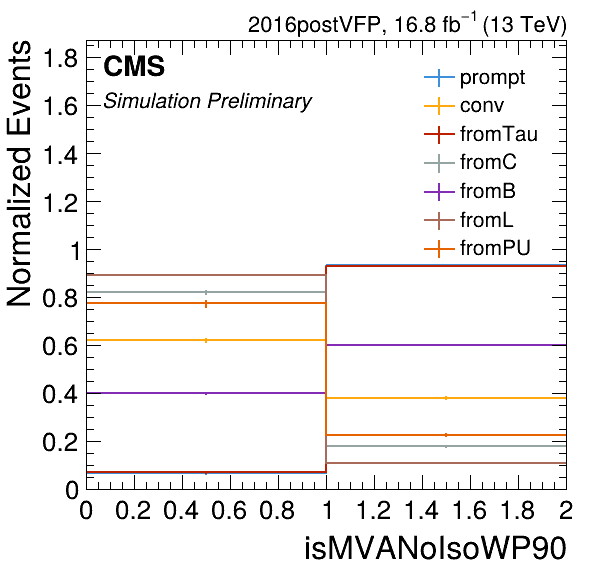 2016postVFP, 16.8 fb⁻¹ (13 TeV)
CMS
Simulation Preliminary
prompt
conv
fromTau
fromC
fromB
fromL
fromPU
Normalized Events
1.8
1.6
1.4
1.2
1
0.8
0.6
0.4
0.2
0
0 0.2 0.4 0.6 0.8 1 1.2 1.4 1.6 1.8 2
isMVANoIsoWP90